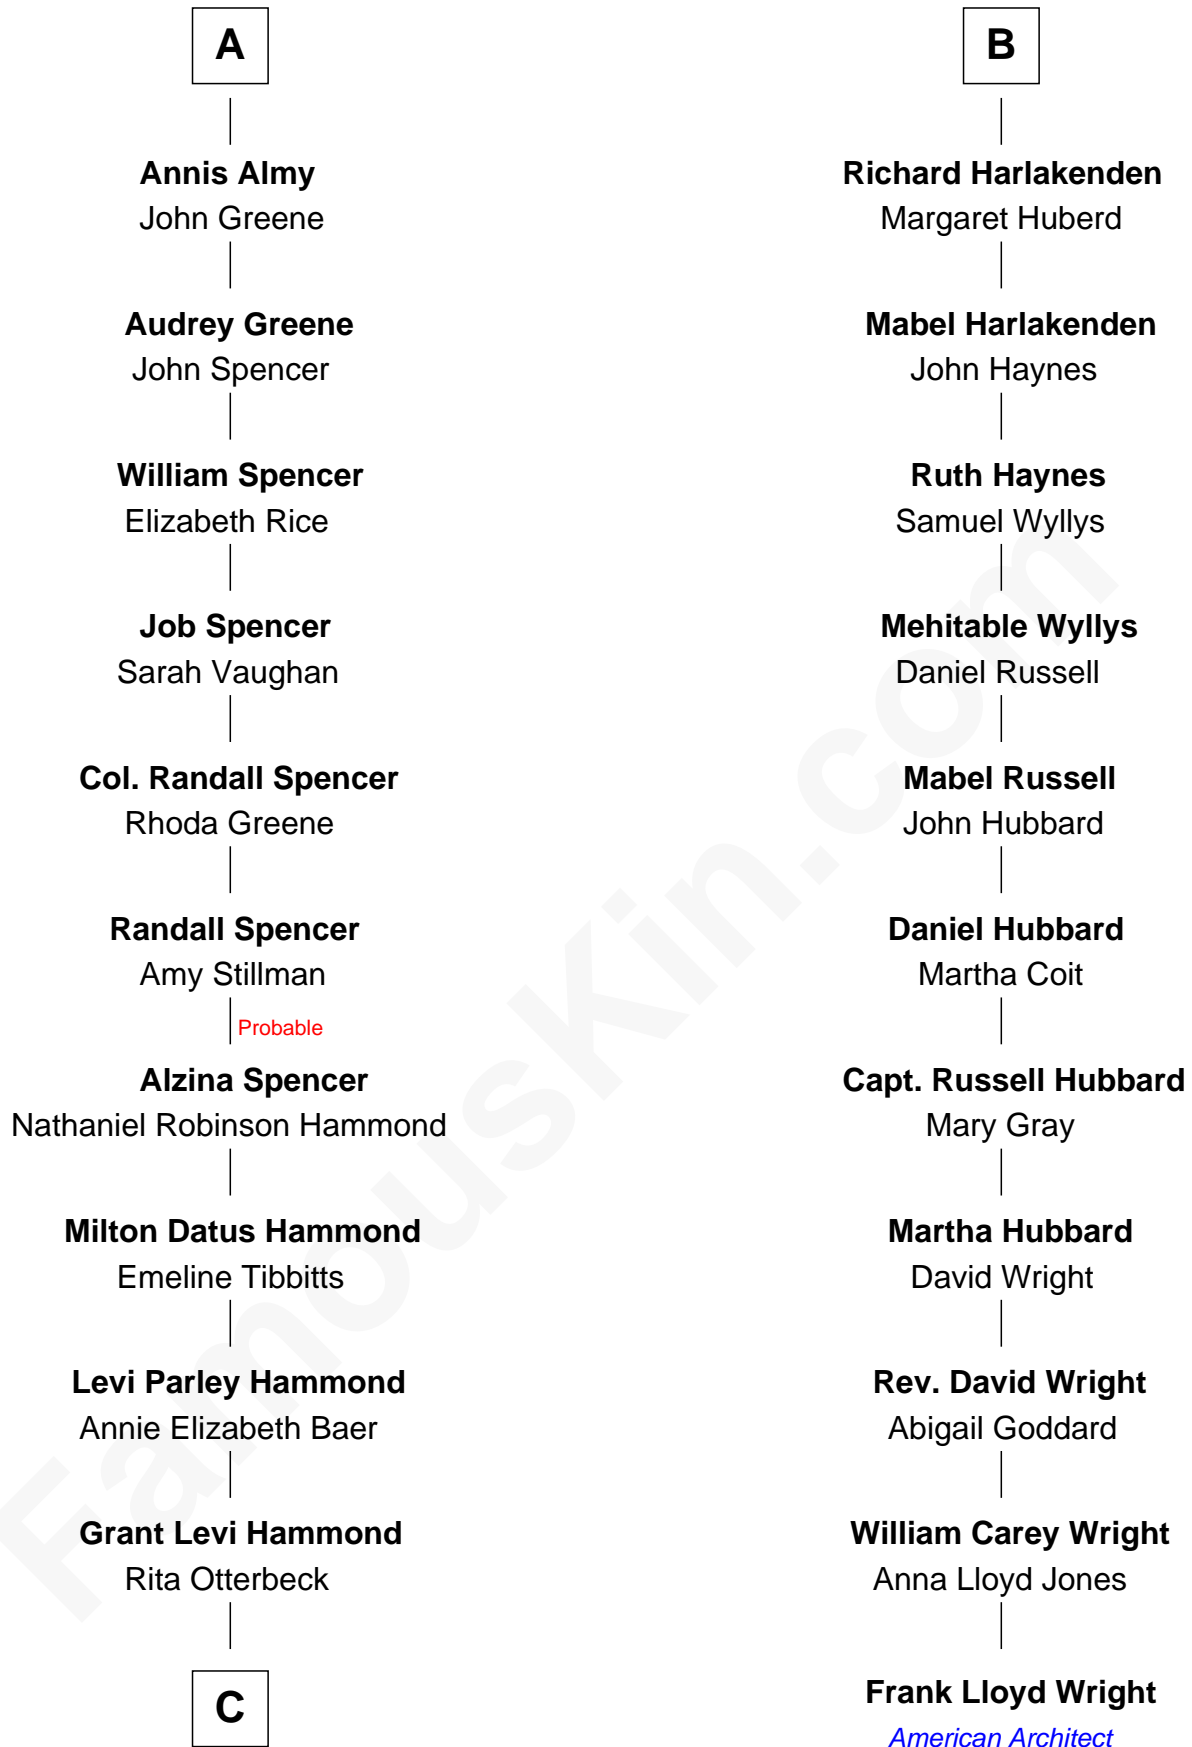 A
Annis Almy
John Greene
Audrey Greene
John Spencer
William Spencer
Elizabeth Rice
Job Spencer
Sarah Vaughan
Col. Randall Spencer
Rhoda Greene
Randall Spencer
Amy Stillman
Probable
Alzina Spencer
Nathaniel Robinson Hammond
Milton Datus Hammond
Emeline Tibbitts
Levi Parley Hammond
Annie Elizabeth Baer
Grant Levi Hammond
Rita Otterbeck
C
B
Richard Harlakenden
Margaret Huberd
Mabel Harlakenden
John Haynes
Ruth Haynes
Samuel Wyllys
Mehitable Wyllys
Daniel Russell
Mabel Russell
John Hubbard
Daniel Hubbard
Martha Coit
Capt. Russell Hubbard
Mary Gray
Martha Hubbard
David Wright
Rev. David Wright
Abigail Goddard
William Carey Wright
Anna Lloyd Jones
Frank Lloyd Wright
American Architect
FamousKin.com